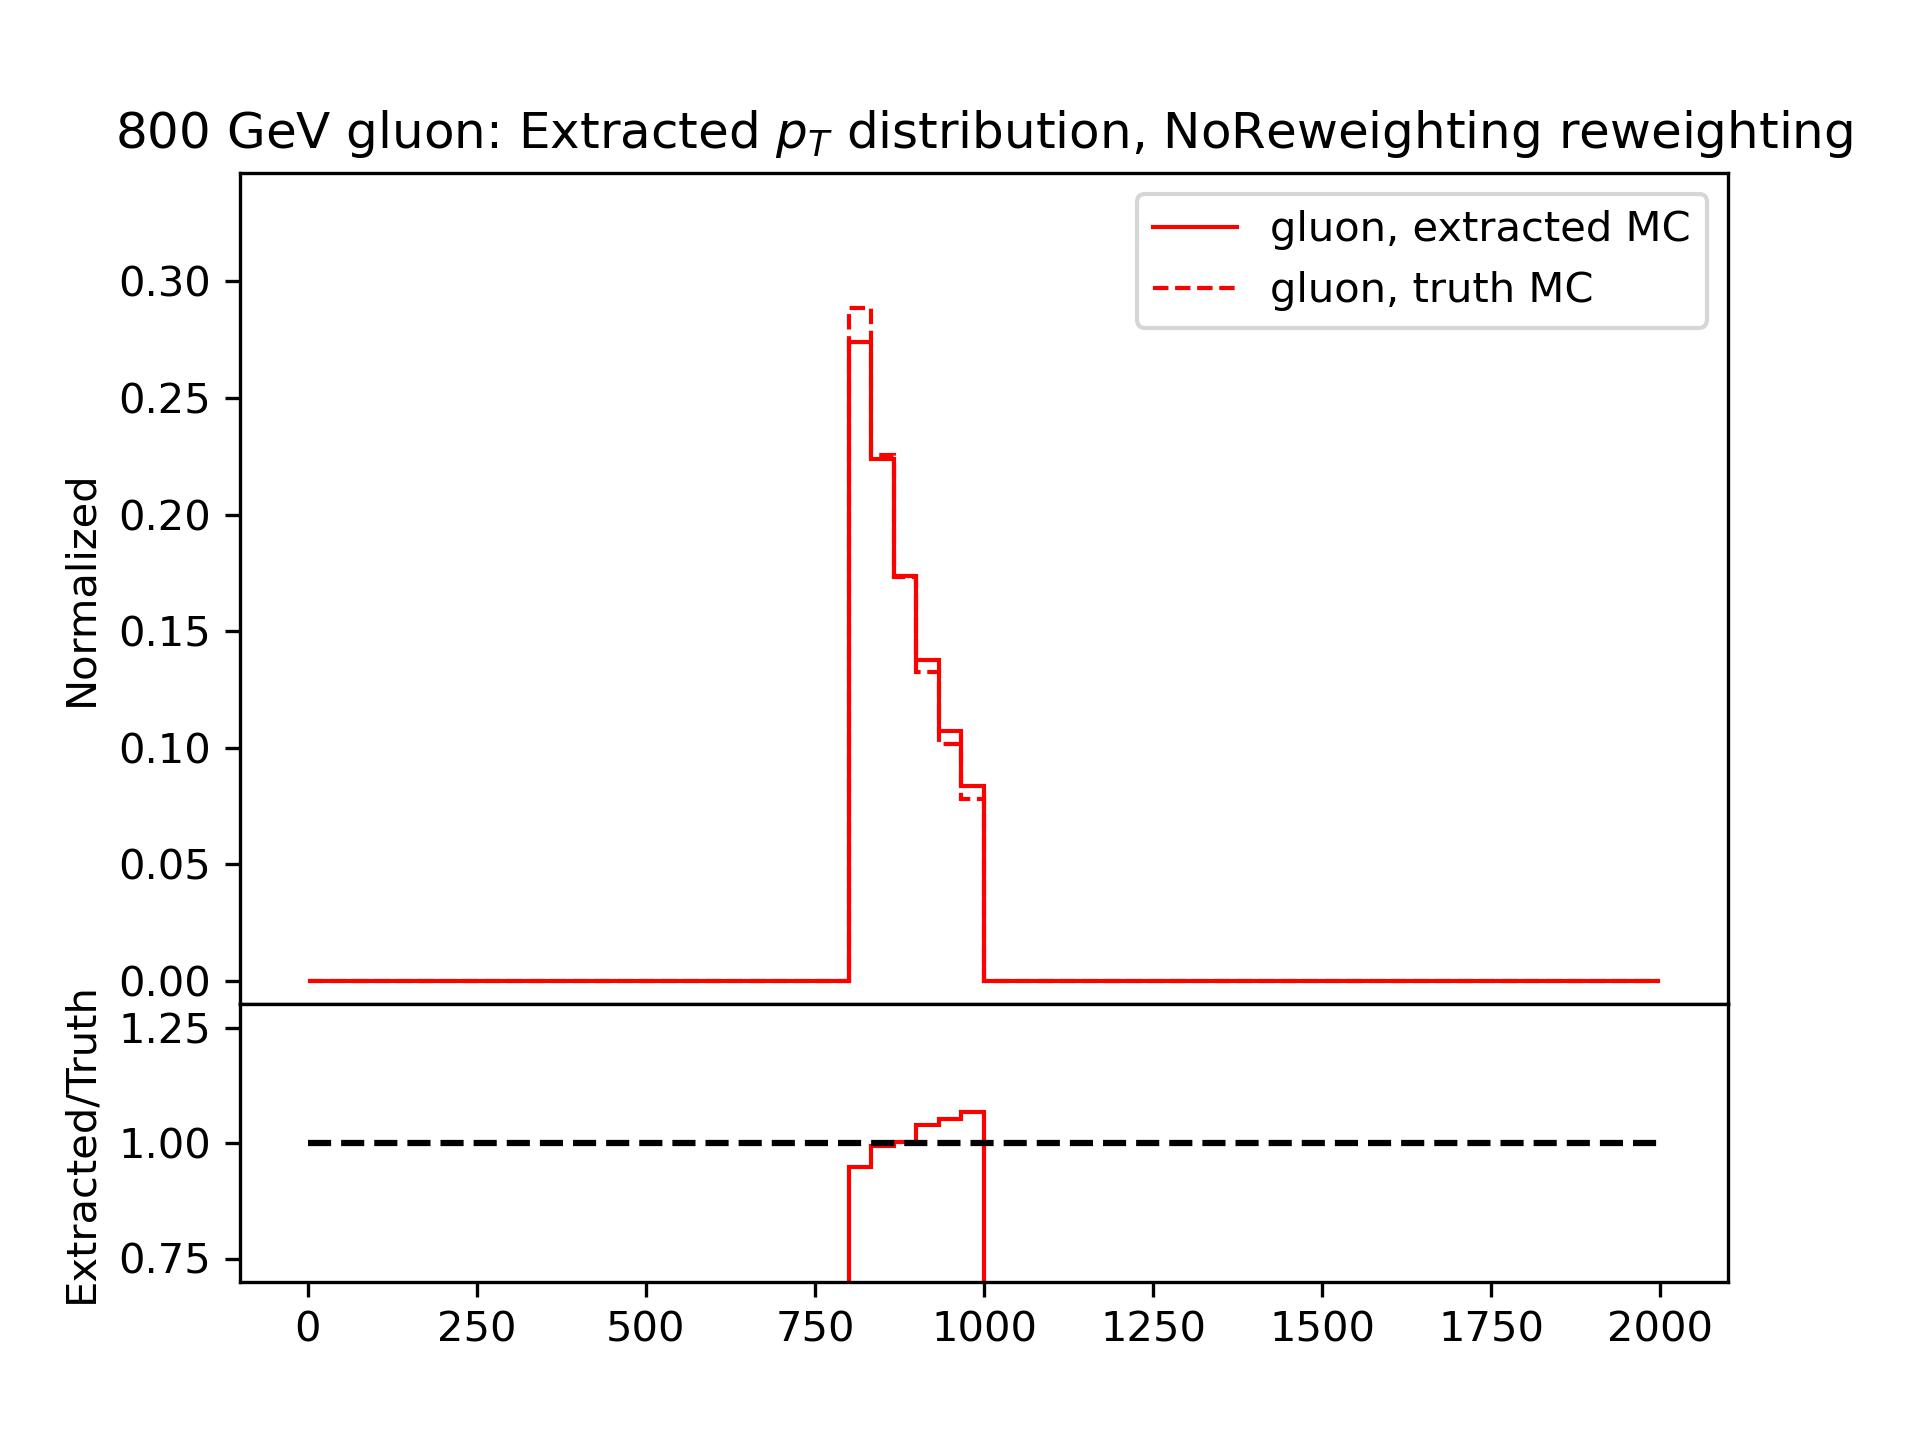 800 GeV gluon: Extracted p_T distribution, NoReweighting reweighting
gluon, extracted MC
gluon, truth MC
Normalized
0.30
0.25
0.20
0.15
0.10
0.05
0.00
Extracted/Truth
1.25
1.00
0.75
0 250 500 750 1000 1250 1500 1750 2000